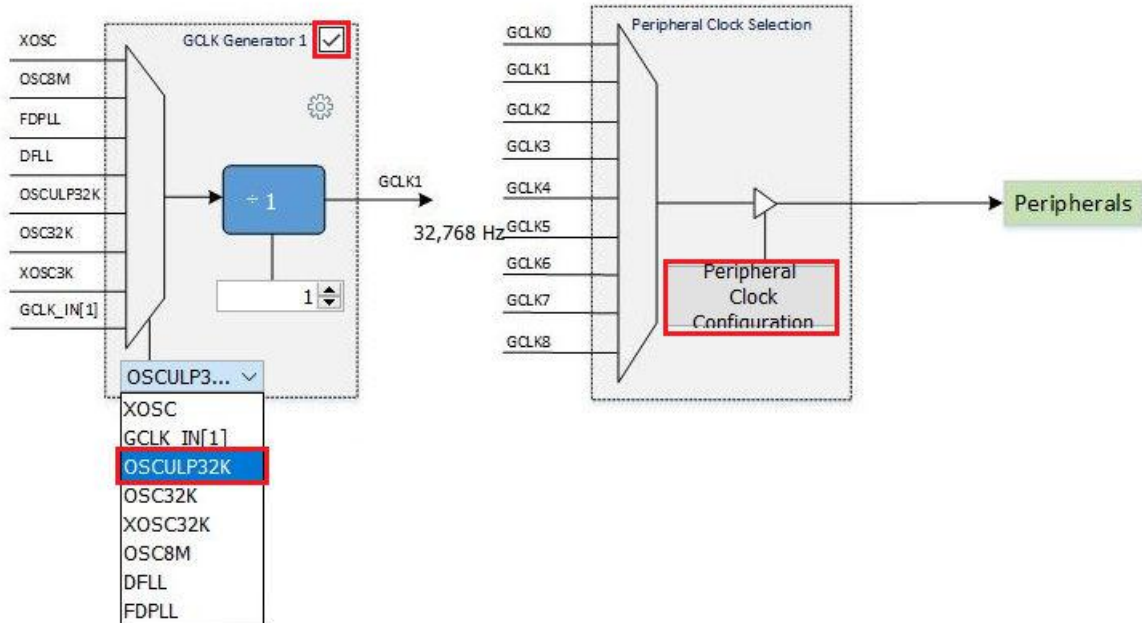 XOSC
OSC8M
FDPLL
DFLL
OSCULP32K
OSC32K
XOSC3K
GCLK_IN[1]
GCLK Generator 1
÷ 1
1
GCLK1
32,768 Hz
OSCULP3...
XOSC
GCLK IN[1]
OSCULP32K
OSC32K
XOSC32K
OSC8M
DFLL
FDPLL
Peripheral Clock Selection
GCLK0
GCLK1
GCLK2
GCLK3
GCLK4
GCLK5
GCLK6
GCLK7
GCLK8
Peripheral
Clock
Configuration
Peripherals